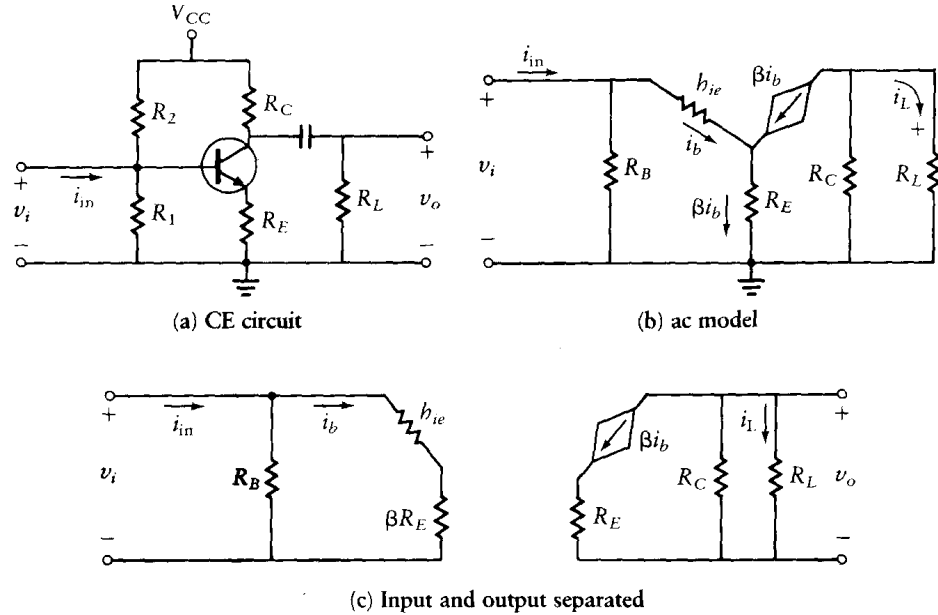 V_CC
R_2
R_C
+
i_in
v_i
R_1
R_E
R_L
+
v_o
−
−
(a) CE circuit
i_in
+
h_ie
βi_b
i_b
i_L
+
v_i
R_B
βi_b
R_E
R_C
R_L
−
(b) ac model
+
i_in
i_b
h_ie
v_i
R_B
βR_E
−
βi_b
R_E
R_C
i_L
R_L
+
v_o
−
(c) Input and output separated